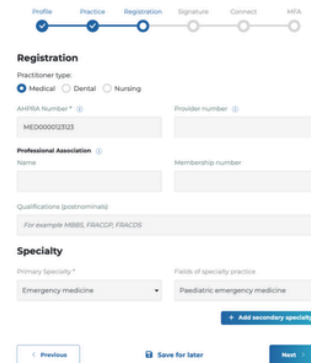 Profile Practice Registration Signature Connect MFA
Registration
Practitioner type:
Medical Dental Nursing
AHPRA Number * Provider number
MED0000123123
Professional Association
Name Membership number
Qualifications (postnominals)
For example MBBS, FRACGP, FRACDS
Specialty
Primary Specialty * Fields of specialty practice
Emergency medicine Paediatric emergency medicine
+ Add secondary specialty
< Previous Save for later Next >